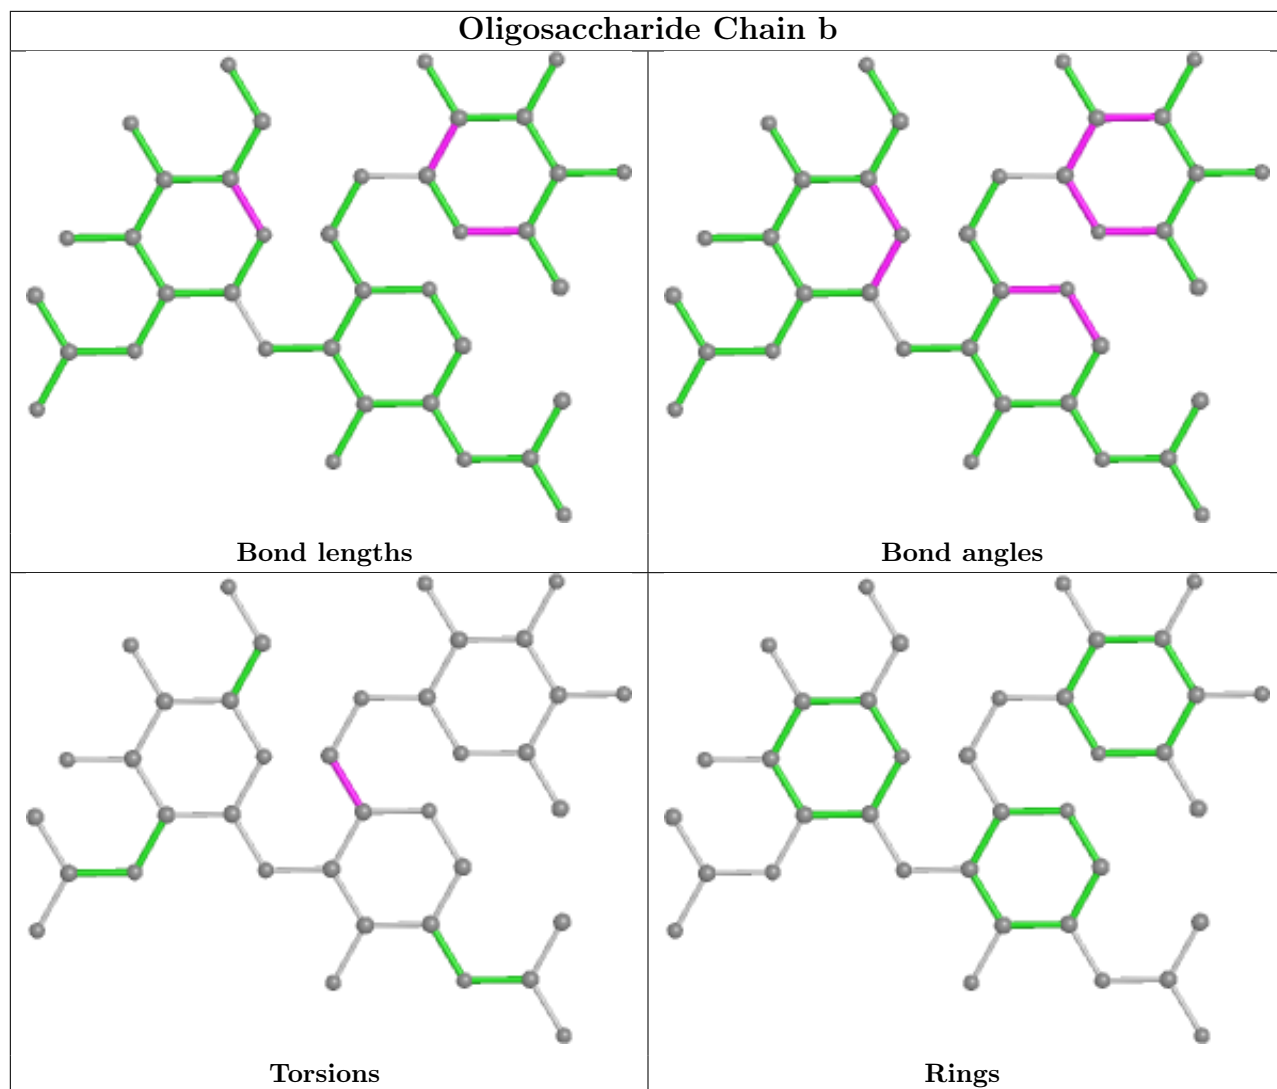 Oligosaccharide Chain b
Bond lengths
Bond angles
Torsions
Rings